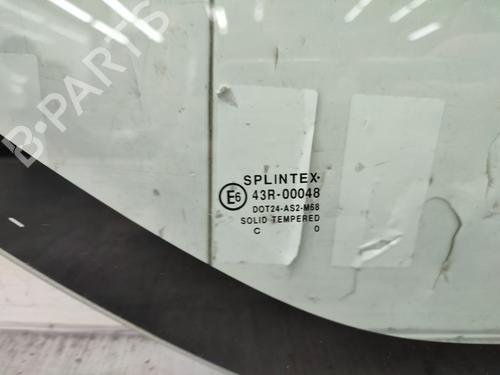 B-PARTS
SPLINTEX
E6 43R-00048
DOT24-AS2-M68
SOLID TEMPERED
C O